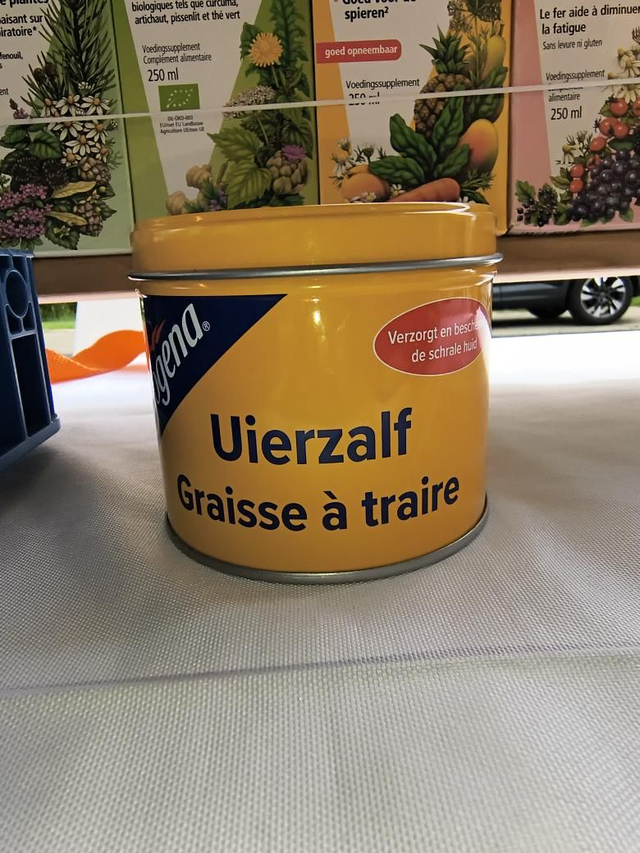 biologiques tels que curcuma,
artichaut, pissenlit et thé vert
Voedingssupplement
Complément alimentaire
250 ml
spieren²
goed opneembaar
Voedingssupplement
250 ml
Le fer aide à diminuer
la fatigue
Sans levure ni gluten
Voedingssupplement
alimentaire
250 ml
Verzorgt en
de schrale huid
Uierzalf
Graisse à traire